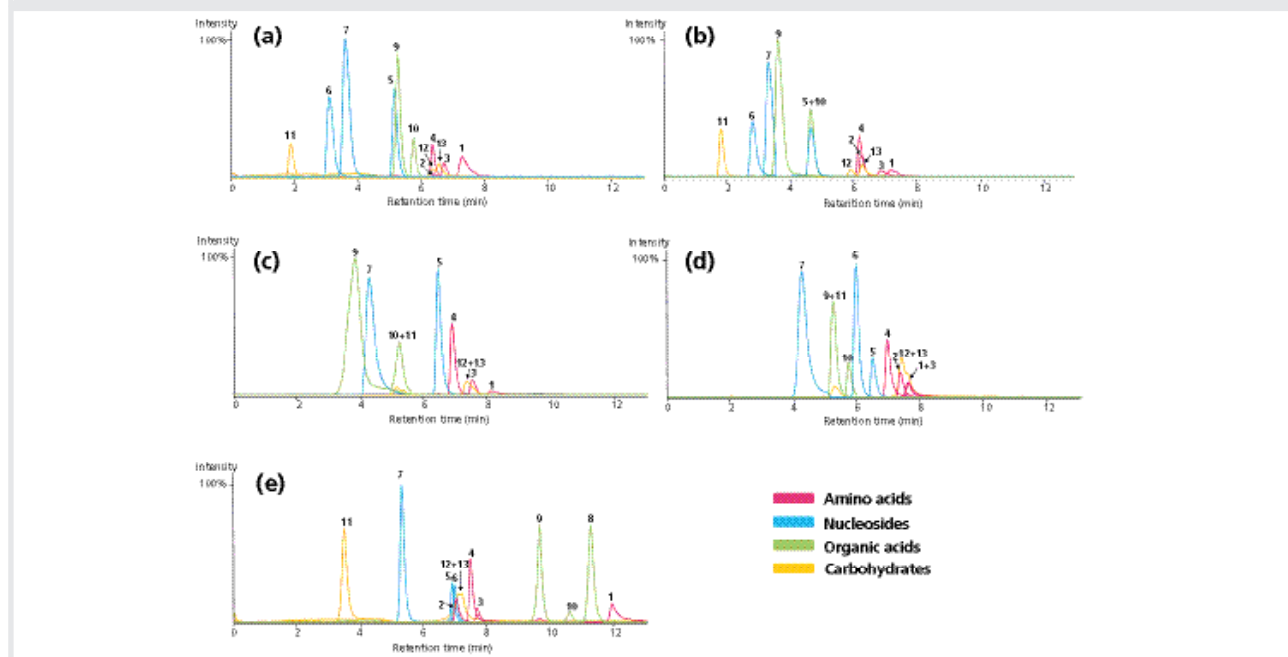 Intensity
100%
(a)
7
9
6
5
11
10
12
4
13
2
3
1
0 2 4 6 8 10 12
Retention time (min)
Intensity
100%
(b)
9
7
5+90
11
6
4
2
13
12
3
1
0 2 4 6 8 10 12
Retention time (min)
Intensity
100%
(c)
9
7
5
4
10+11
12+13
3
1
0 2 4 6 8 10 12
Retention time (min)
Intensity
100%
(d)
6
7
9+11
4
10
5
2
12+13
1+3
0 2 4 6 8 10 12
Retention time (min)
Intensity
100%
(e)
7
11
9
8
12+13
4
5
6
2
3
10
1
0 2 4 6 8 10 12
Retention time (min)
Amino acids
Nucleosides
Organic acids
Carbohydrates